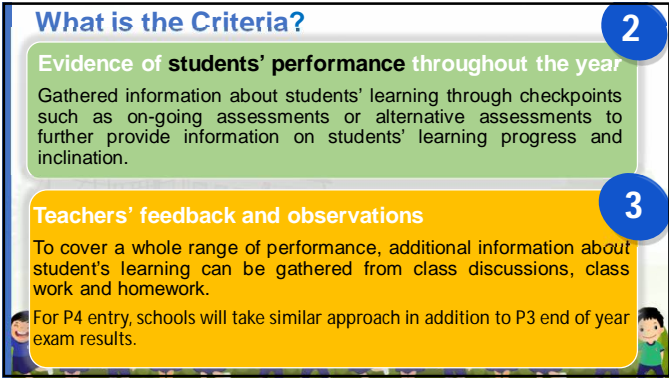 What is the Criteria?
2
Evidence of students’ performance throughout the year
Gathered information about students’ learning through checkpoints
such as on-going assessments or alternative assessments to
further provide information on students’ learning progress and
inclination.
3
Teachers’ feedback and observations
To cover a whole range of performance, additional information about
student’s learning can be gathered from class discussions, class
work and homework.
For P4 entry, schools will take similar approach in addition to P3 end of year
exam results.